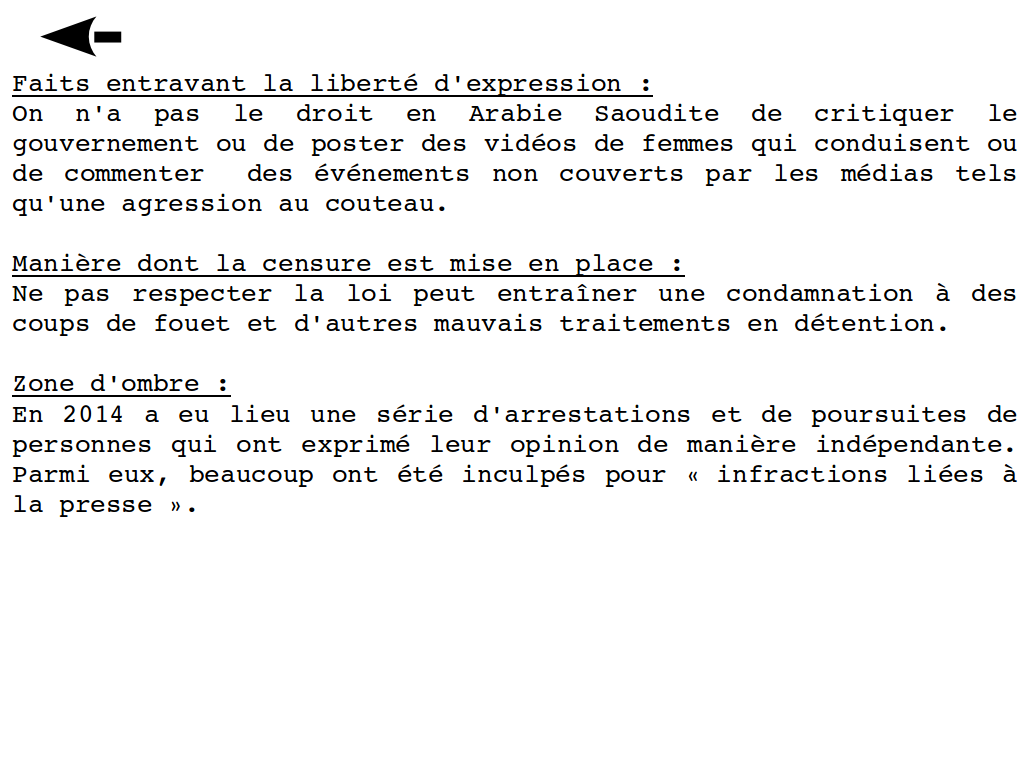 Faits entravant la liberté d'expression :
On n'a pas le droit en Arabie Saoudite de critiquer le
gouvernement ou de poster des vidéos de femmes qui conduisent ou
de commenter  des événements non couverts par les médias tels
qu'une agression au couteau.
Manière dont la censure est mise en place :
Ne pas respecter la loi peut entraîner une condamnation à des
coups de fouet et d'autres mauvais traitements en détention.
Zone d'ombre :
En 2014 a eu lieu une série d'arrestations et de poursuites de
personnes qui ont exprimé leur opinion de manière indépendante.
Parmi eux, beaucoup ont été inculpés pour « infractions liées à
la presse ».